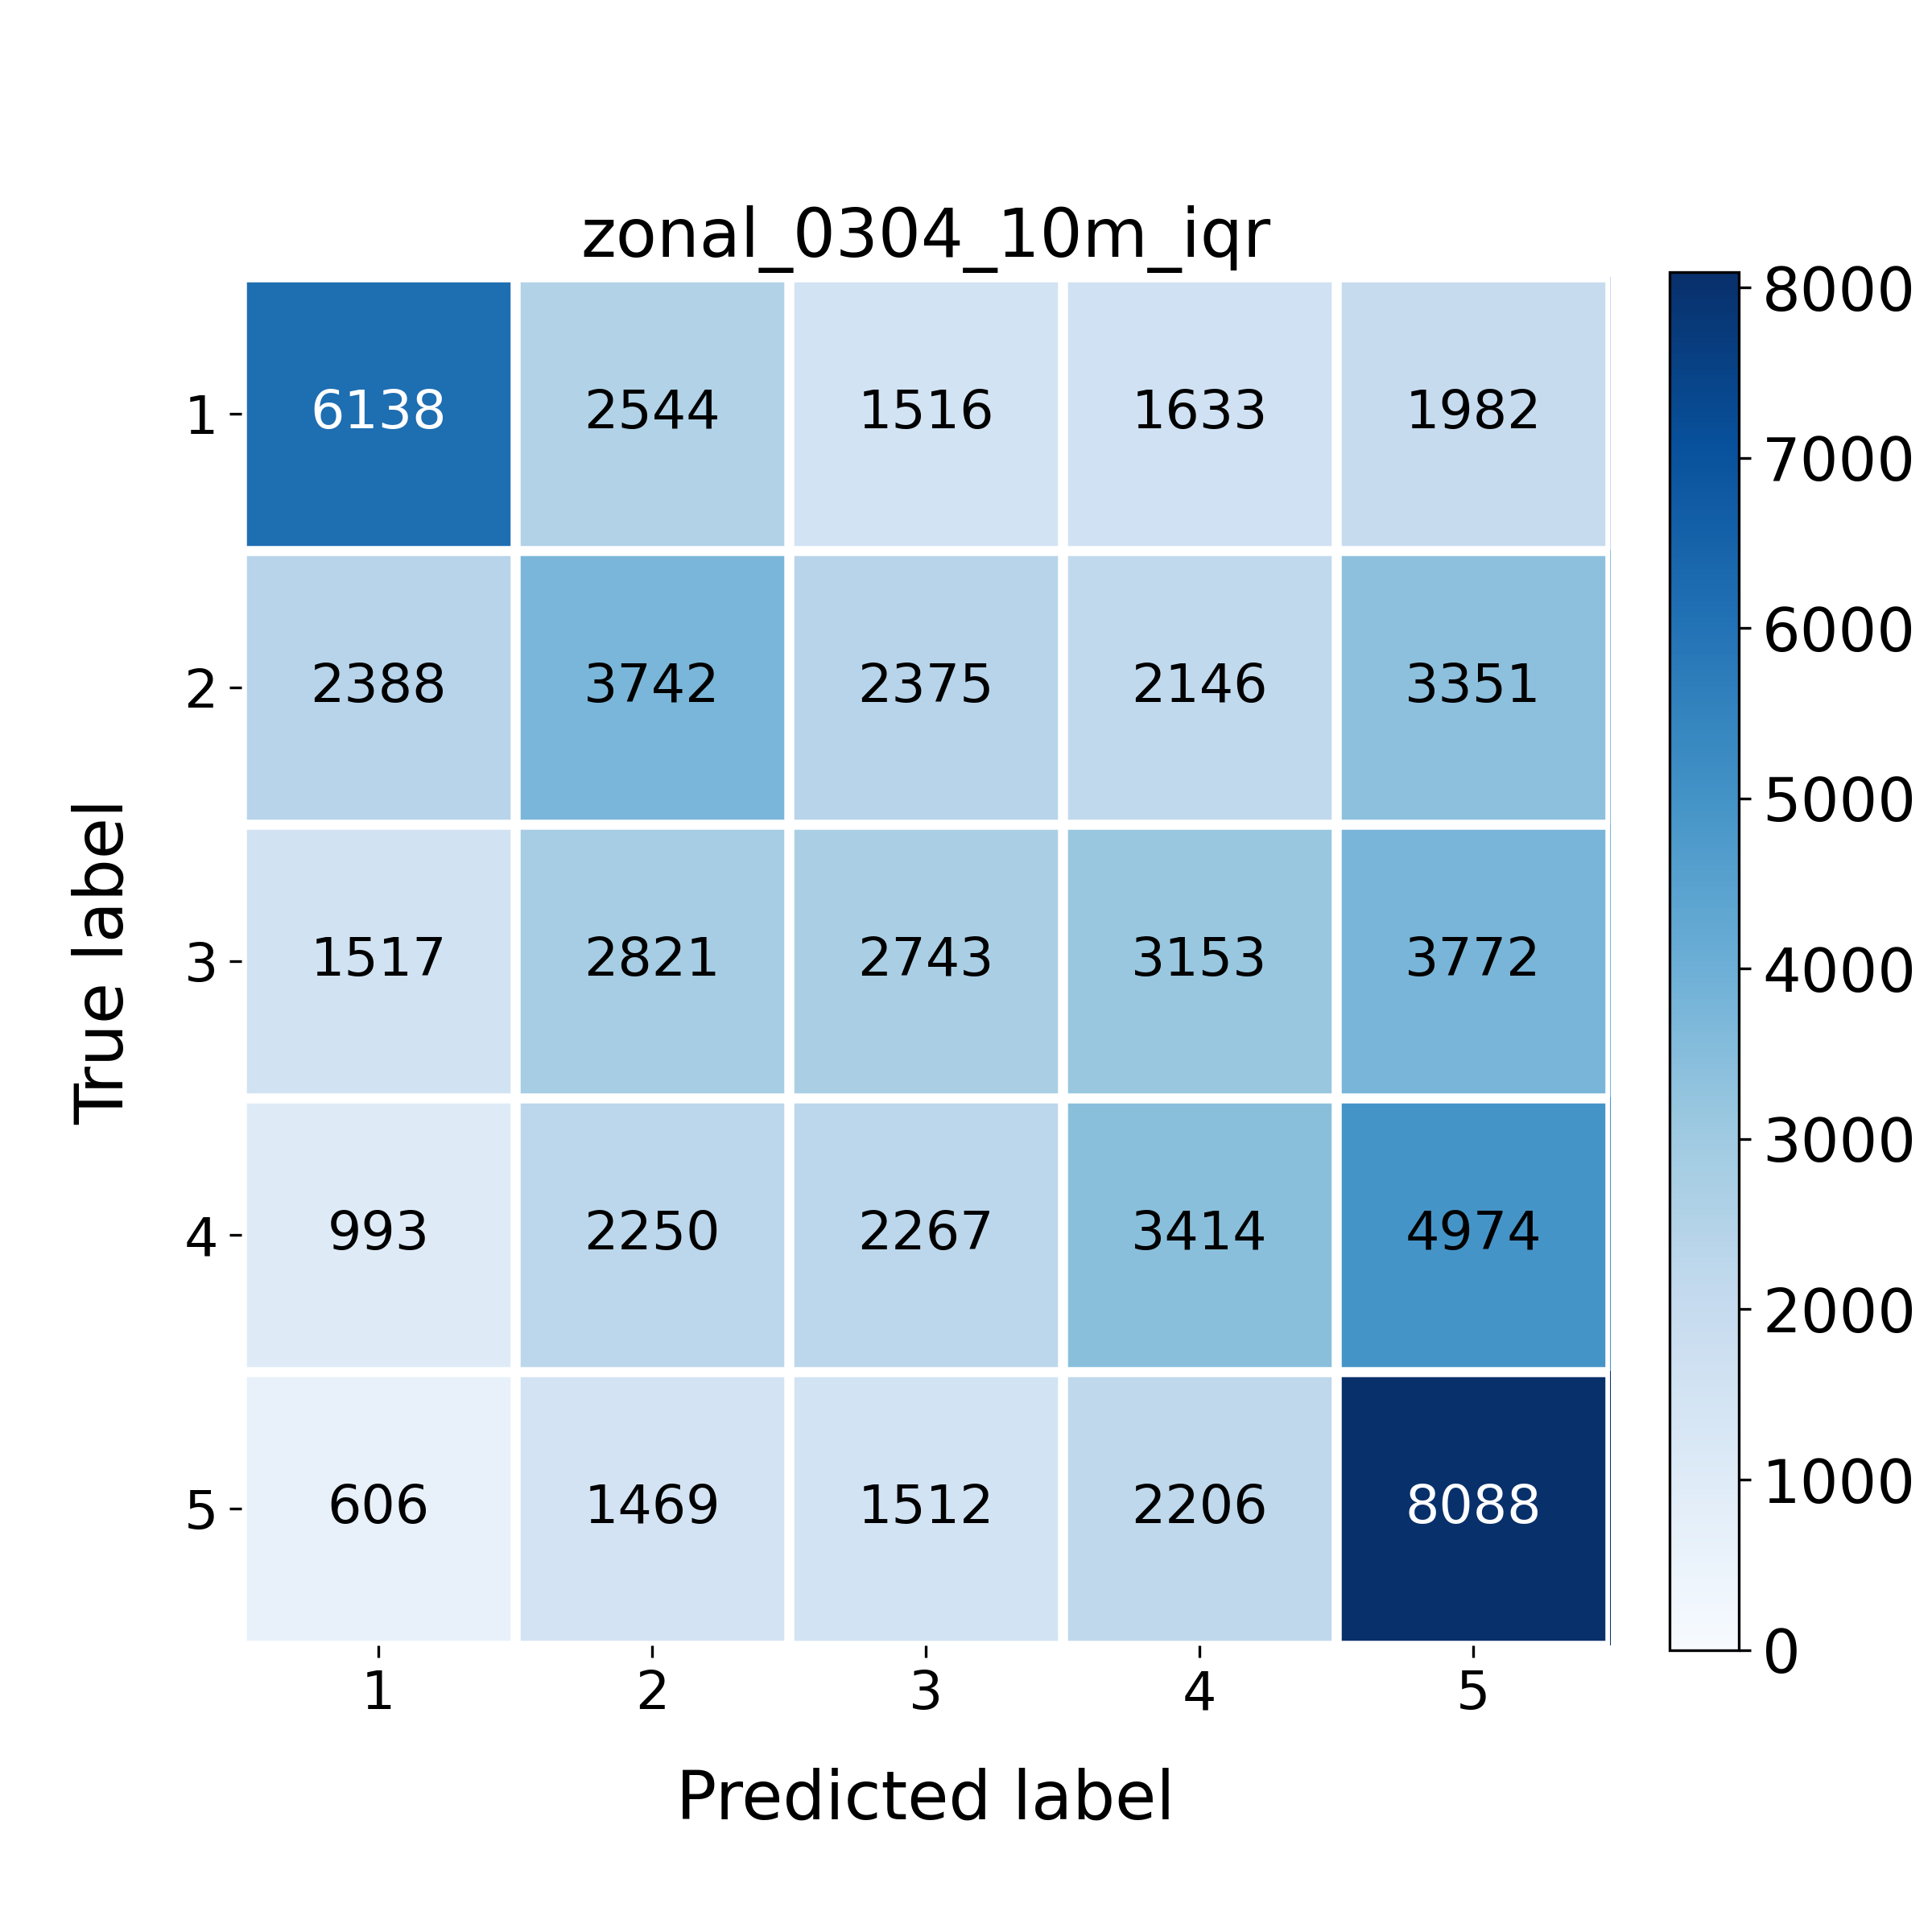 zonal_0304_10m_iqr
1 6138 2544 1516 1633 1982
2 2388 3742 2375 2146 3351
3 1517 2821 2743 3153 3772
4 993 2250 2267 3414 4974
5 606 1469 1512 2206 8088
1 2 3 4 5
True label
Predicted label
8000
7000
6000
5000
4000
3000
2000
1000
0